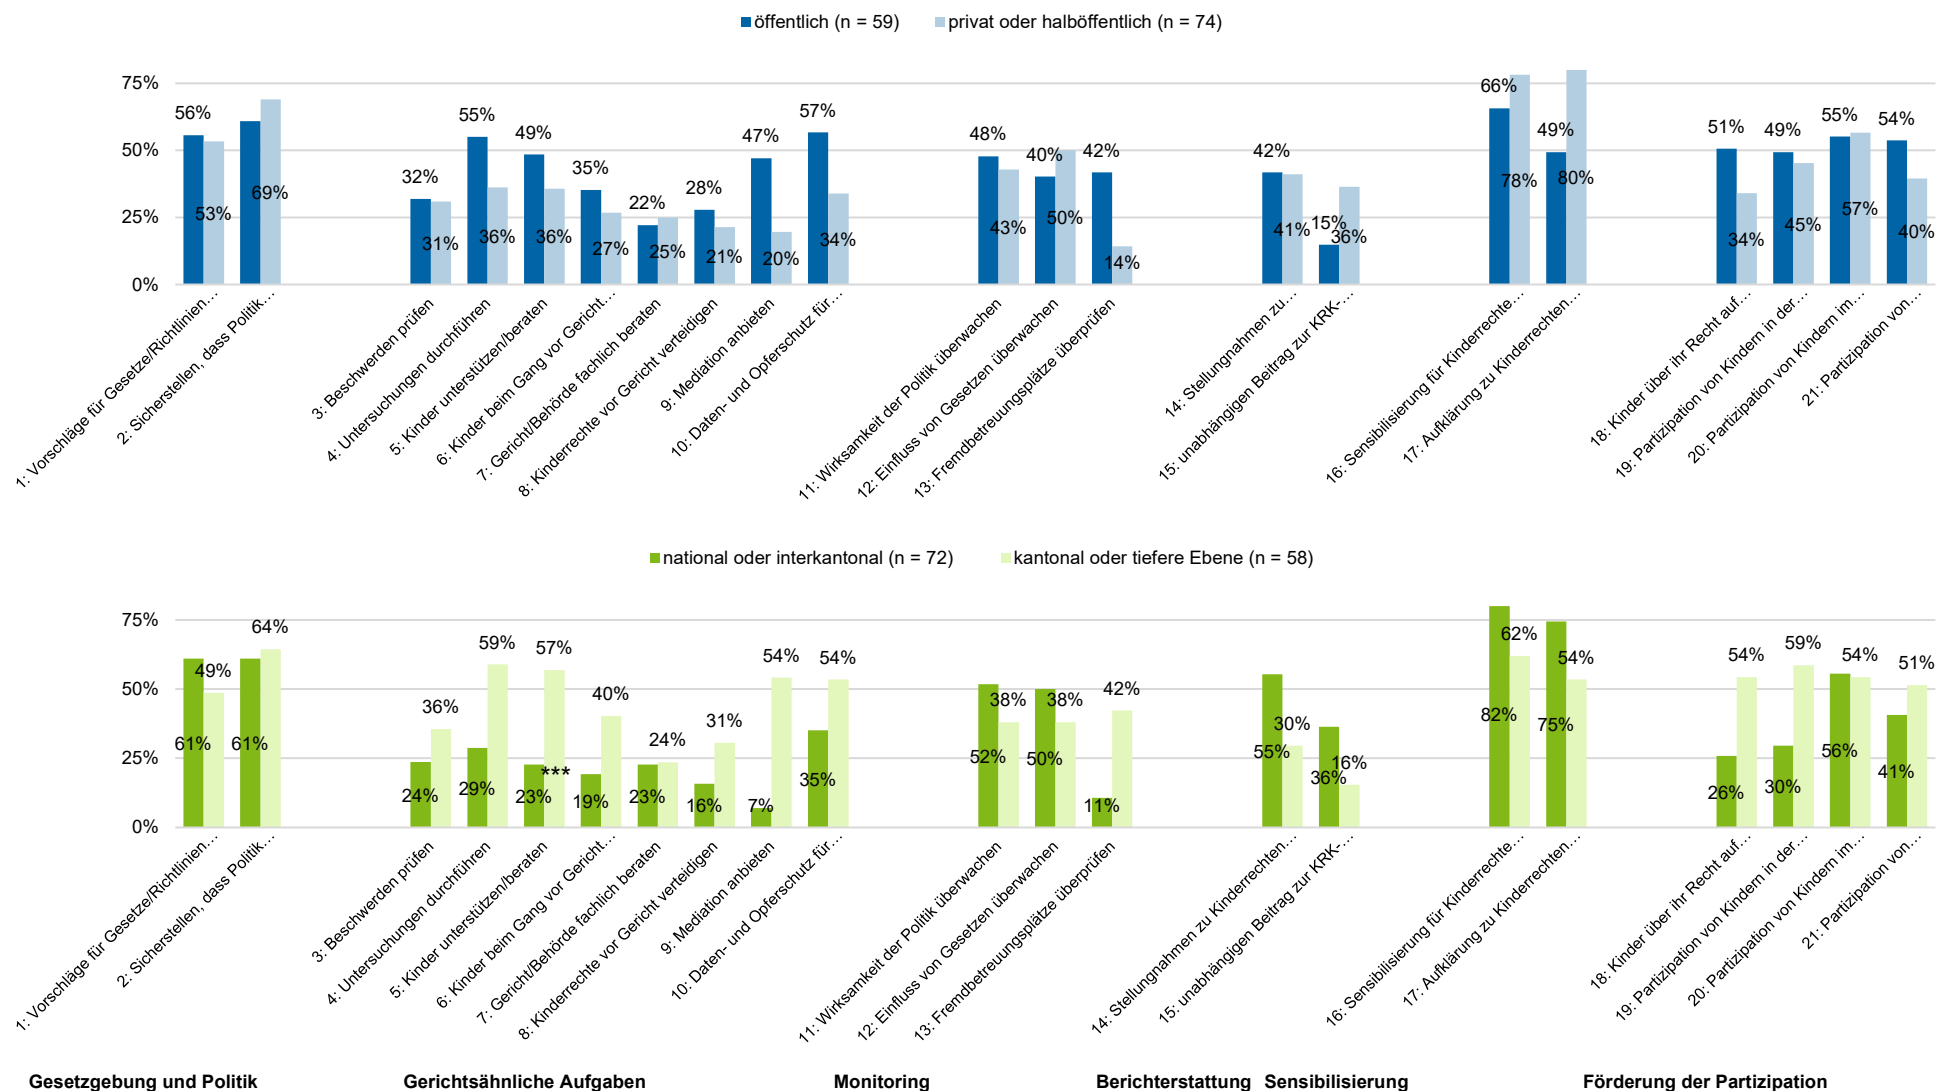 öffentlich (n = 59) privat oder halböffentlich (n = 74)
75%
50%
25%
0%
56% 53% 69%
32% 31% 55% 36% 49% 36% 35% 27% 22% 25% 28% 21% 47% 20% 57% 34%
48% 43% 40% 50% 42% 14%
42% 41% 15% 36%
66% 78% 49% 80%
51% 34% 49% 45% 55% 57% 54% 40%
1: Vorschläge für Gesetze/Richtlinien…
2: Sicherstellen, dass Politik…
3: Beschwerden prüfen
4: Untersuchungen durchführen
5: Kinder unterstützen/beraten
6: Kinder beim Gang vor Gericht…
7: Gericht/Behörde fachlich beraten
8: Kinderrechte vor Gericht verteidigen
9: Mediation anbieten
10: Daten- und Opferschutz für…
11: Wirksamkeit der Politik überwachen
12: Einfluss von Gesetzen überwachen
13: Fremdbetreuungsplätze überprüfen
14: Stellungnahmen zu…
15: unabhängigen Beitrag zur KRK-…
16: Sensibilisierung für Kinderrechte…
17: Aufklärung zu Kinderrechten…
18: Kinder über ihr Recht auf…
19: Partizipation von Kindern in der…
20: Partizipation von Kindern im…
21: Partizipation von…
national oder interkantonal (n = 72) kantonal oder tiefere Ebene (n = 58)
75%
50%
25%
0%
61% 49% 61% 64%
24% 36% 29% 59% 23% 57% *** 19% 40% 23% 24% 16% 31% 7% 54% 35% 54%
52% 38% 50% 38% 11% 42%
55% 30% 36% 16%
82% 62% 75% 54%
26% 54% 30% 59% 56% 54% 41% 51%
1: Vorschläge für Gesetze/Richtlinien…
2: Sicherstellen, dass Politik…
3: Beschwerden prüfen
4: Untersuchungen durchführen
5: Kinder unterstützen/beraten
6: Kinder beim Gang vor Gericht…
7: Gericht/Behörde fachlich beraten
8: Kinderrechte vor Gericht verteidigen
9: Mediation anbieten
10: Daten- und Opferschutz für…
11: Wirksamkeit der Politik überwachen
12: Einfluss von Gesetzen überwachen
13: Fremdbetreuungsplätze überprüfen
14: Stellungnahmen zu Kinderrechten…
15: unabhängigen Beitrag zur KRK-…
16: Sensibilisierung für Kinderrechte…
17: Aufklärung zu Kinderrechten…
18: Kinder über ihr Recht auf…
19: Partizipation von Kindern in der…
20: Partizipation von Kindern im…
21: Partizipation von…
Gesetzgebung und Politik Gerichtsähnliche Aufgaben Monitoring Berichterstattung Sensibilisierung Förderung der Partizipation